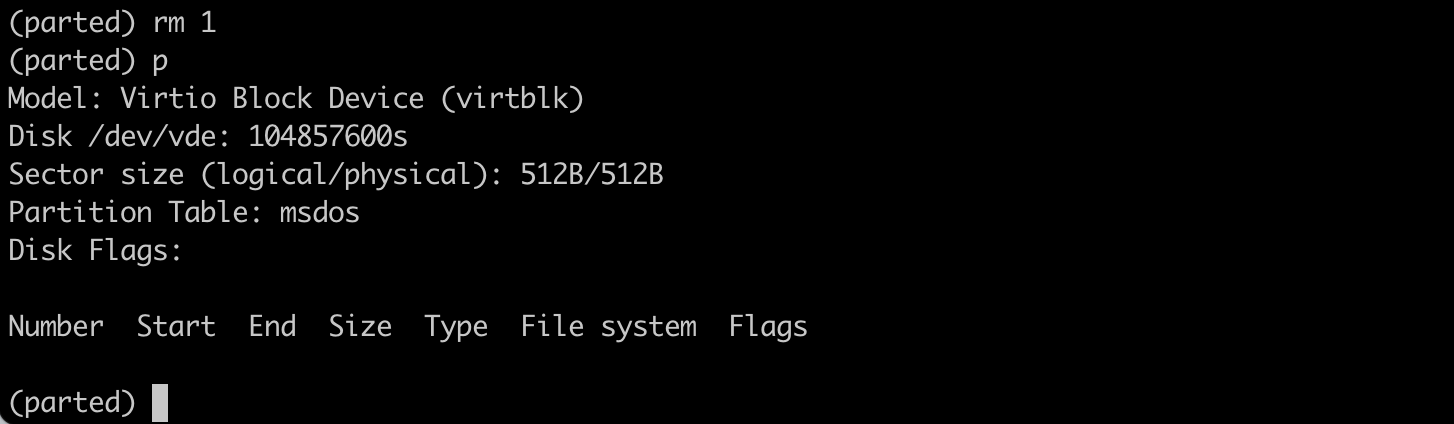 (parted) rm 1
(parted) p
Model: Virtio Block Device (virtblk)
Disk /dev/vde: 104857600s
Sector size (logical/physical): 512B/512B
Partition Table: msdos
Disk Flags:
Number  Start  End  Size  Type  File system  Flags
(parted)